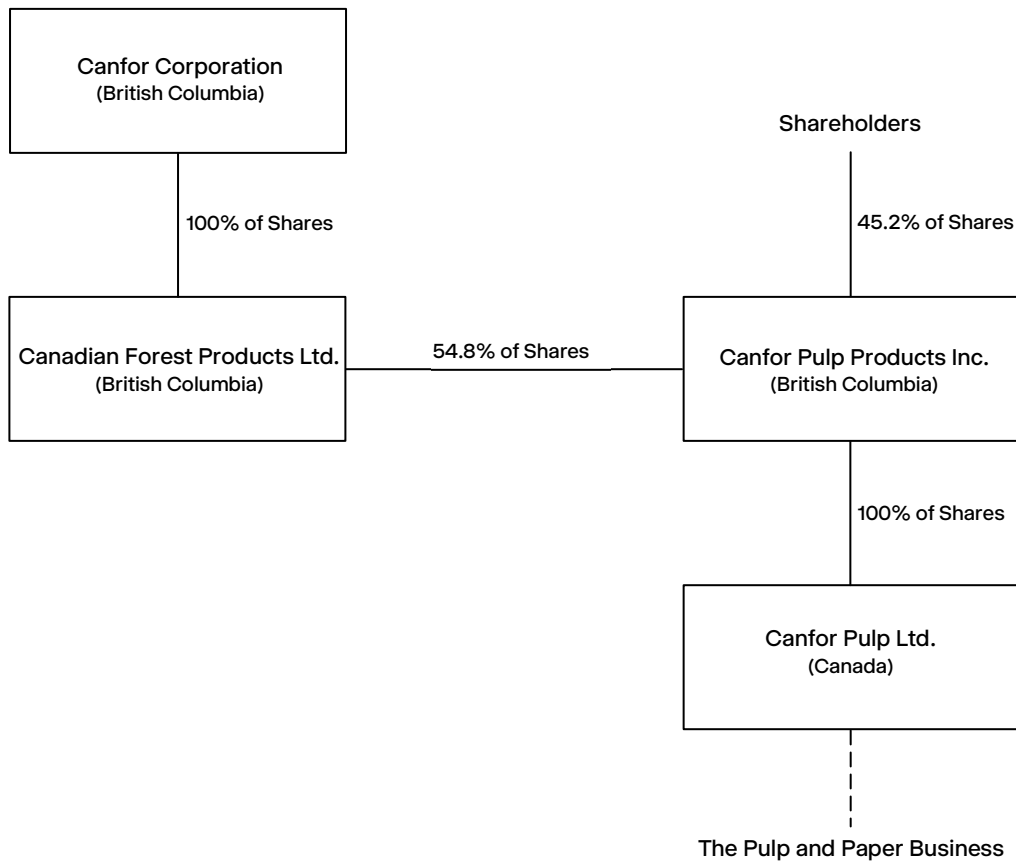 Canfor Corporation
(British Columbia)
Shareholders
100% of Shares
45.2% of Shares
Canadian Forest Products Ltd.
(British Columbia)
54.8% of Shares
Canfor Pulp Products Inc.
(British Columbia)
100% of Shares
Canfor Pulp Ltd.
(Canada)
The Pulp and Paper Business